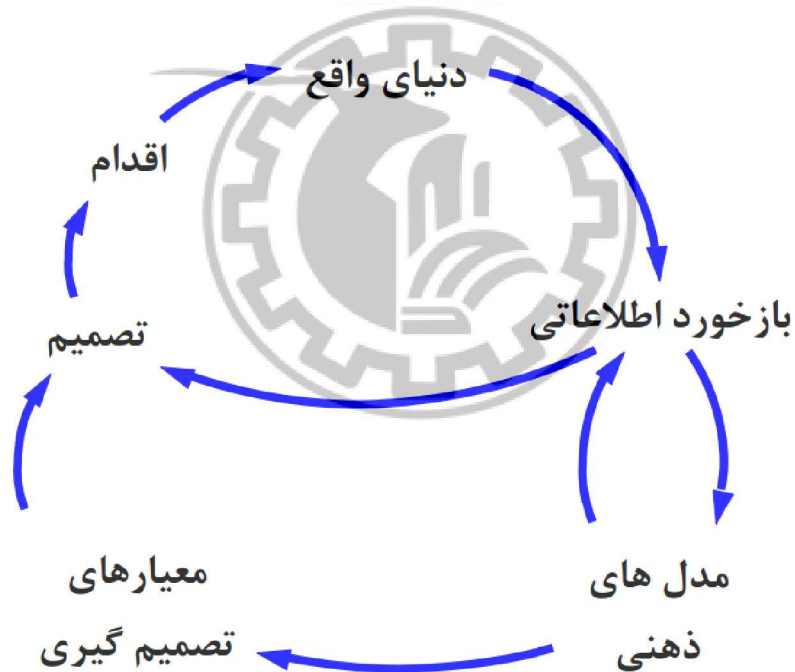 دنیای واقع
اقدام
بازخورد اطلاعاتی
تصمیم
معیارهای
تصمیم گیری
مدل های
ذهنی